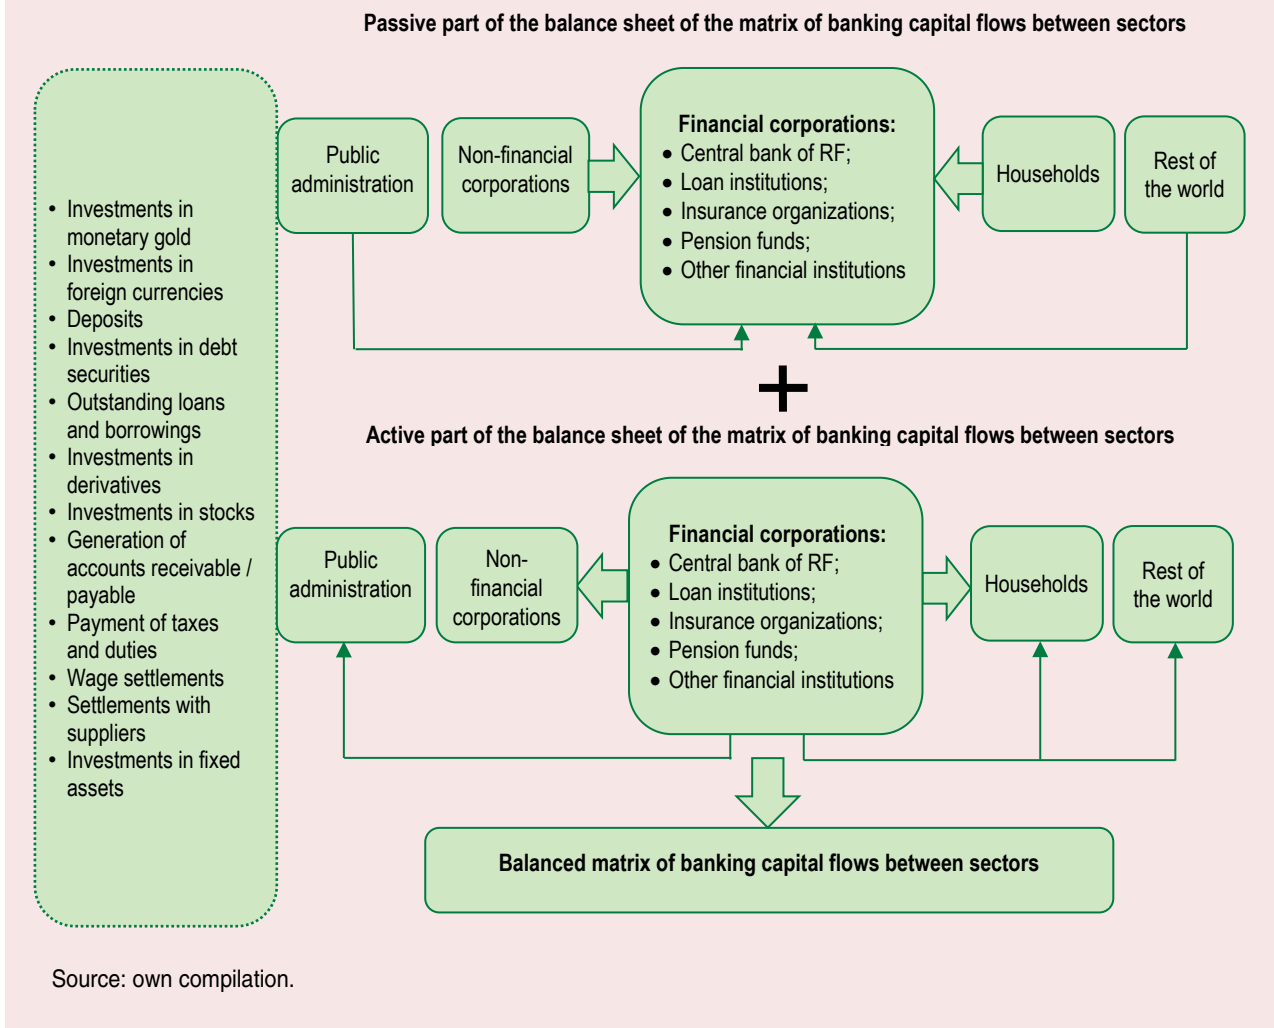 Passive part of the balance sheet of the matrix of banking capital flows between sectors
• Investments in
monetary gold
• Investments in
foreign currencies
• Deposits
• Investments in debt
securities
• Outstanding loans
and borrowings
• Investments in
derivatives
• Investments in stocks
• Generation of
accounts receivable /
payable
• Payment of taxes
and duties
• Wage settlements
• Settlements with
suppliers
• Investments in fixed
assets
Public
administration
Non-financial
corporations
Financial corporations:
• Central bank of RF;
• Loan institutions;
• Insurance organizations;
• Pension funds;
• Other financial institutions
Households
Rest of
the world
+
Active part of the balance sheet of the matrix of banking capital flows between sectors
Public
administration
Non-
financial
corporations
Financial corporations:
• Central bank of RF;
• Loan institutions;
• Insurance organizations;
• Pension funds;
• Other financial institutions
Households
Rest of
the world
Balanced matrix of banking capital flows between sectors
Source: own compilation.